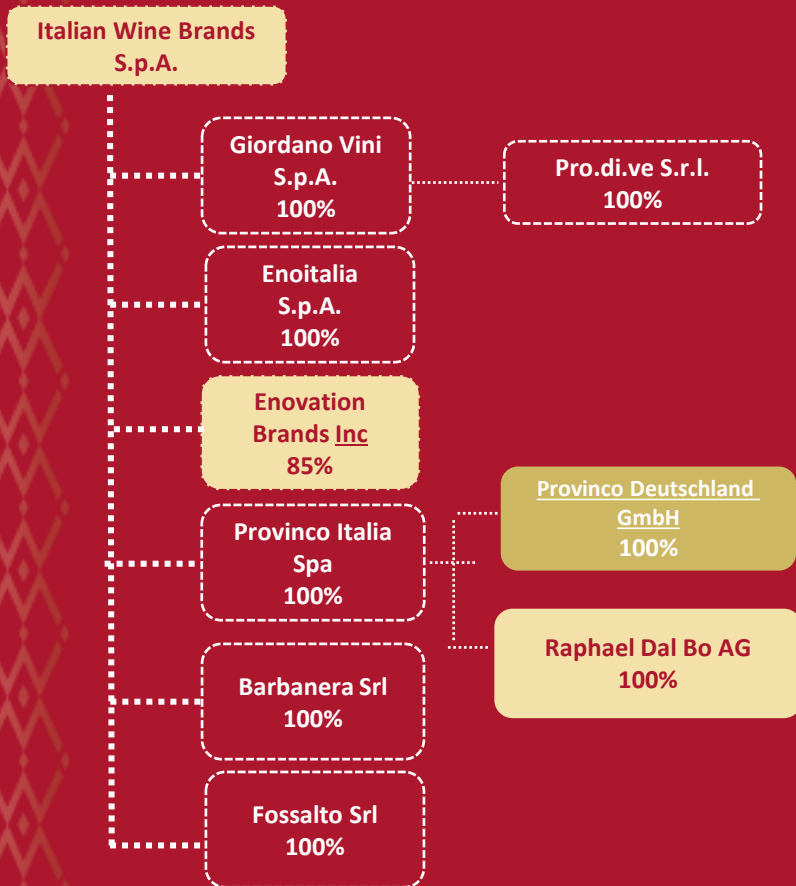 Italian Wine Brands
S.p.A.
Giordano Vini
S.p.A.
100%
Pro.di.ve S.r.l.
100%
Enoitalia
S.p.A.
100%
Enovation
Brands Inc
85%
Provinco Italia
Spa
100%
Provinco Deutschland
GmbH
100%
Raphael Dal Bo AG
100%
Barbanera Srl
100%
Fossalto Srl
100%